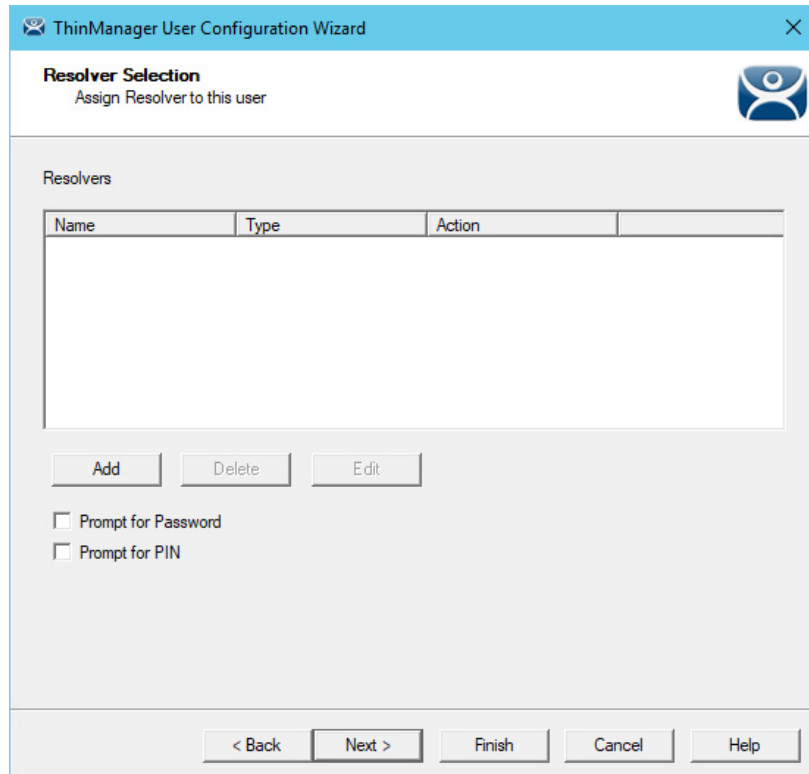 ThinManager User Configuration Wizard
Resolver Selection
Assign Resolver to this user
Resolvers
Name Type Action
Add Delete Edit
Prompt for Password
Prompt for PIN
< Back Next > Finish Cancel Help